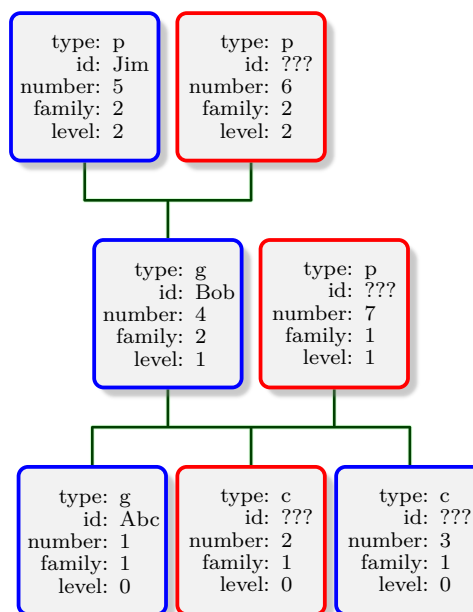 type: p
id: Jim
number: 5
family: 2
level: 2
type: p
id: ???
number: 6
family: 2
level: 2
type: g
id: Bob
number: 4
family: 2
level: 1
type: p
id: ???
number: 7
family: 1
level: 1
type: g
id: Abc
number: 1
family: 1
level: 0
type: c
id: ???
number: 2
family: 1
level: 0
type: c
id: ???
number: 3
family: 1
level: 0